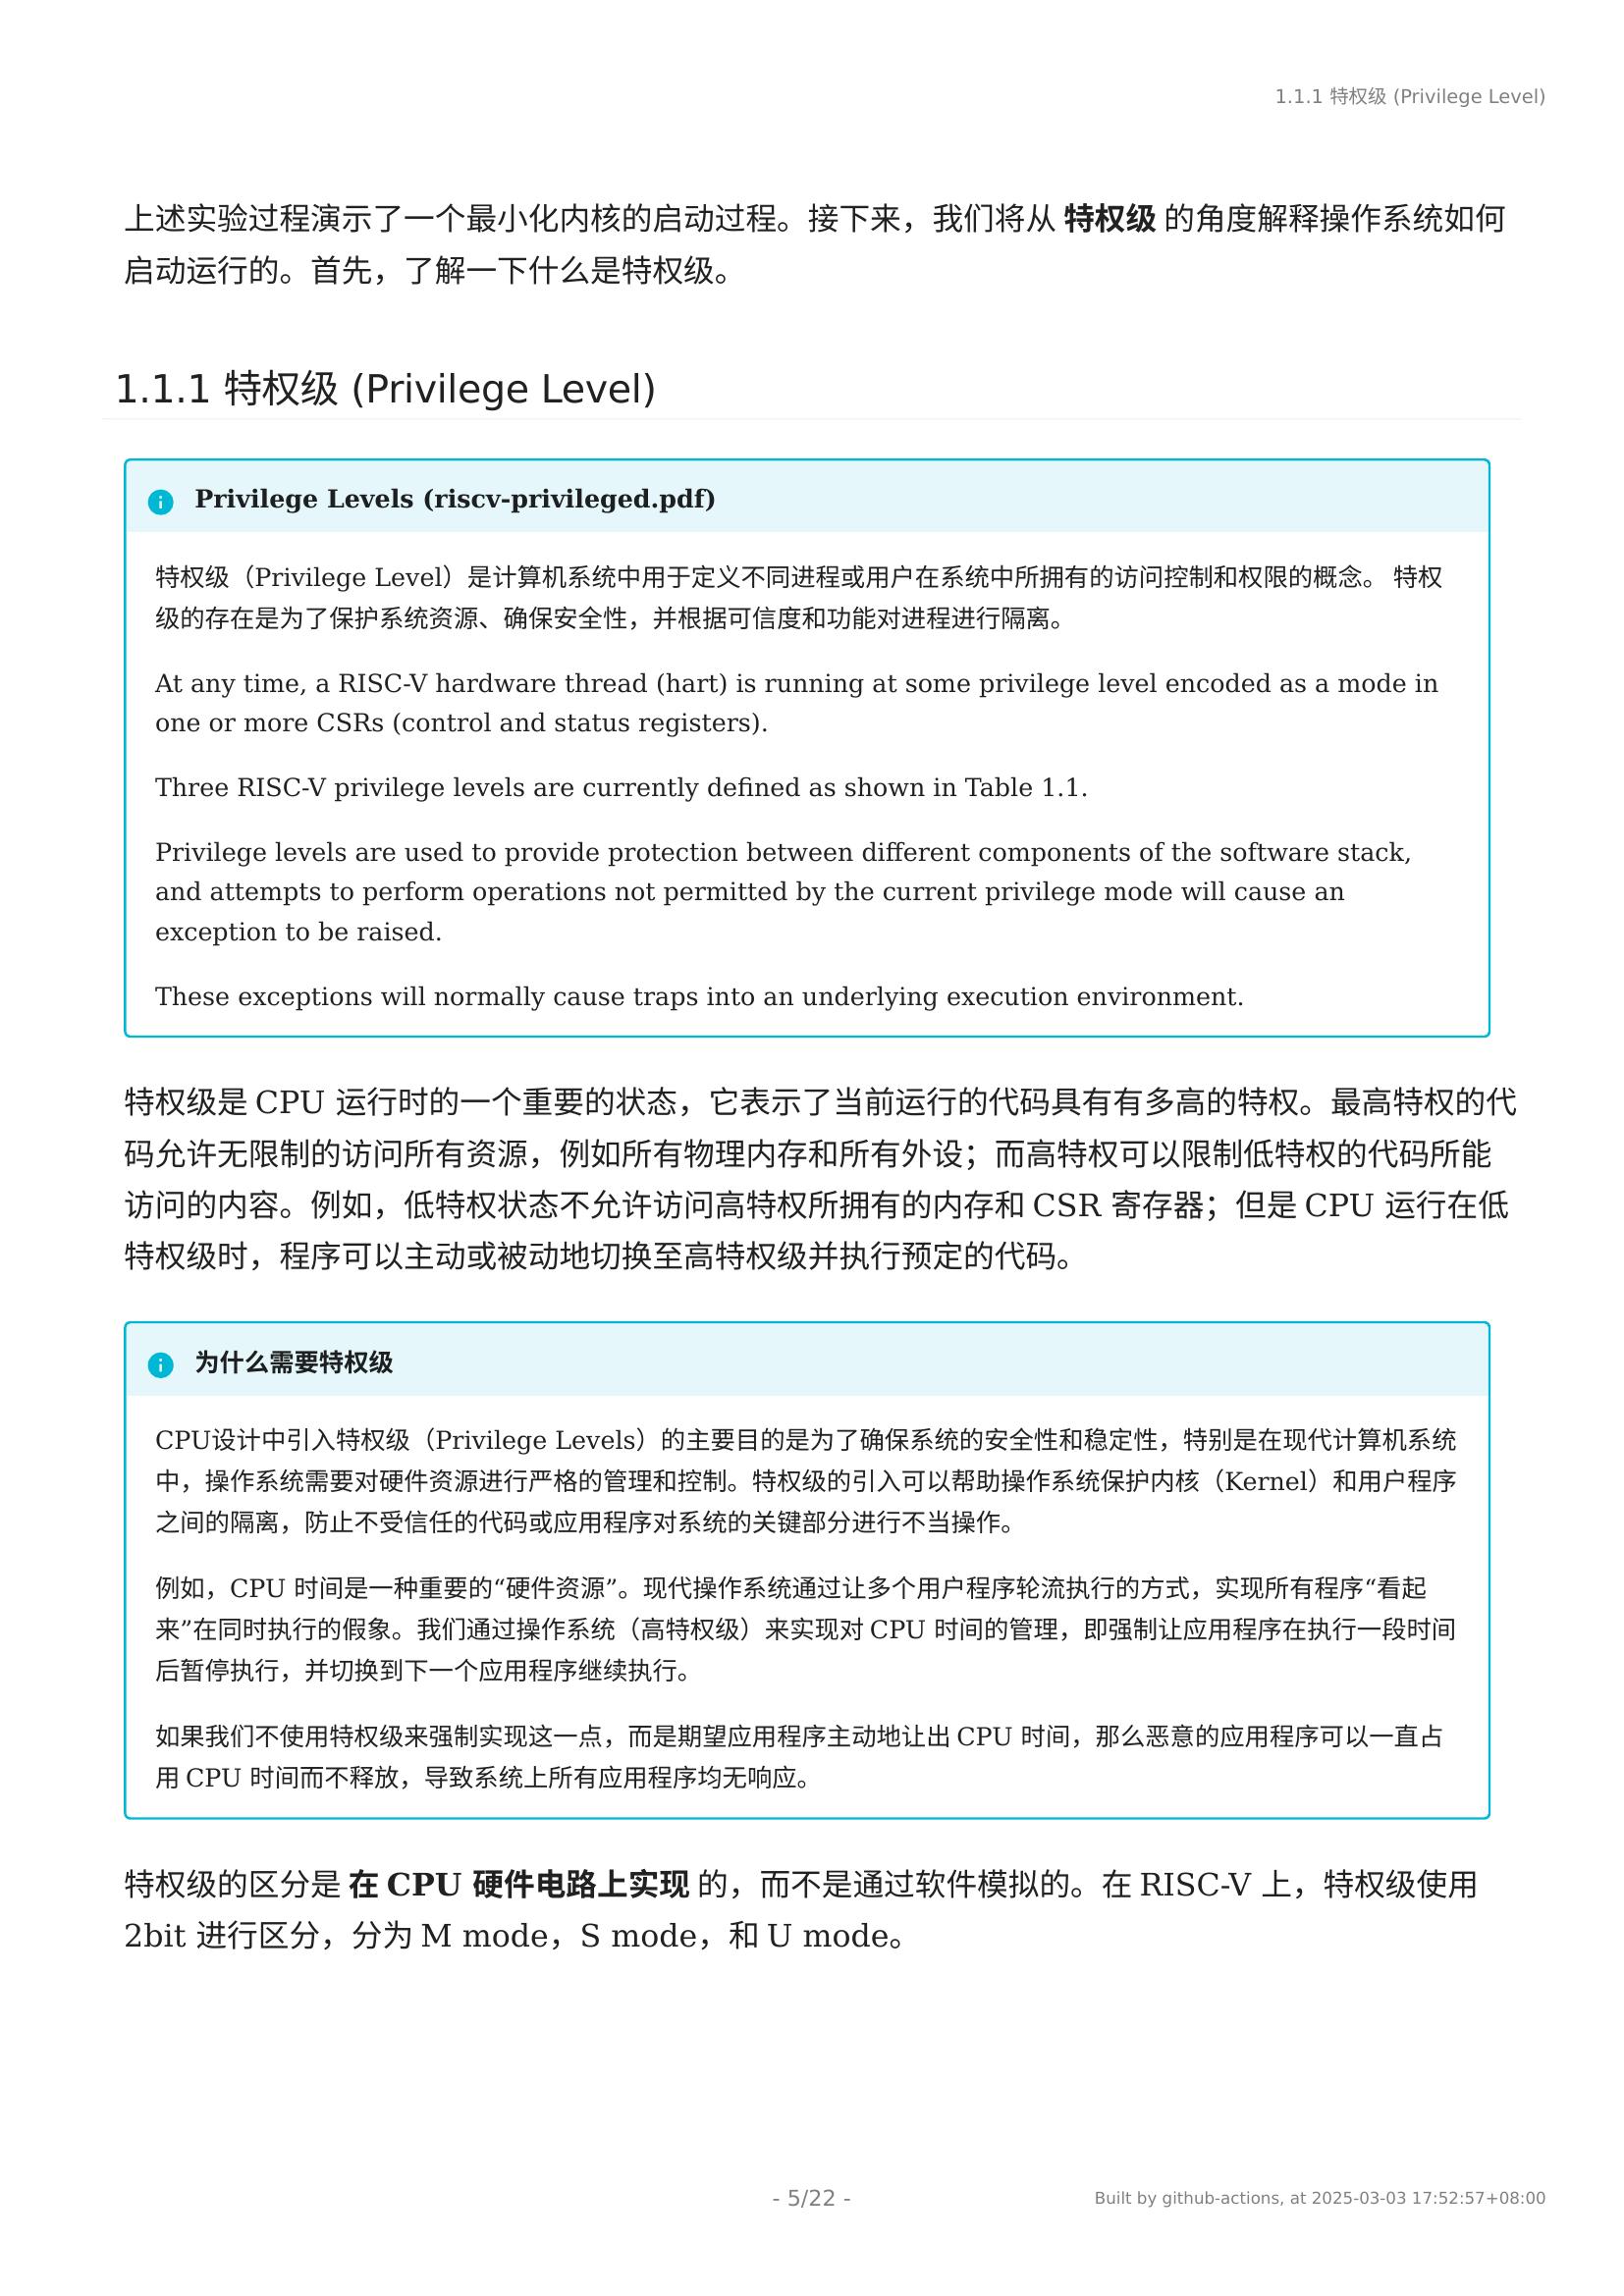 1.1.1 特权级 (Privilege Level)
上述实验过程演示了一个最小化内核的启动过程。接下来，我们将从 特权级 的角度解释操作系统如何
启动运行的。首先，了解一下什么是特权级。
1.1.1 特权级 (Privilege Level)
Privilege Levels (riscv-privileged.pdf)
特权级（Privilege Level）是计算机系统中用于定义不同进程或用户在系统中所拥有的访问控制和权限的概念。 特权
级的存在是为了保护系统资源、确保安全性，并根据可信度和功能对进程进行隔离。
At any time, a RISC-V hardware thread (hart) is running at some privilege level encoded as a mode in
one or more CSRs (control and status registers).
Three RISC-V privilege levels are currently defined as shown in Table 1.1.
Privilege levels are used to provide protection between different components of the software stack,
and attempts to perform operations not permitted by the current privilege mode will cause an
exception to be raised.
These exceptions will normally cause traps into an underlying execution environment.
特权级是 CPU 运行时的一个重要的状态，它表示了当前运行的代码具有有多高的特权。最高特权的代
码允许无限制的访问所有资源，例如所有物理内存和所有外设；而高特权可以限制低特权的代码所能
访问的内容。例如，低特权状态不允许访问高特权所拥有的内存和 CSR 寄存器；但是 CPU 运行在低
特权级时，程序可以主动或被动地切换至高特权级并执行预定的代码。
为什么需要特权级
CPU设计中引入特权级（Privilege Levels）的主要目的是为了确保系统的安全性和稳定性，特别是在现代计算机系统
中，操作系统需要对硬件资源进行严格的管理和控制。特权级的引入可以帮助操作系统保护内核（Kernel）和用户程序
之间的隔离，防止不受信任的代码或应用程序对系统的关键部分进行不当操作。
例如，CPU 时间是一种重要的“硬件资源”。现代操作系统通过让多个用户程序轮流执行的方式，实现所有程序“看起
来”在同时执行的假象。我们通过操作系统（高特权级）来实现对 CPU 时间的管理，即强制让应用程序在执行一段时间
后暂停执行，并切换到下一个应用程序继续执行。
如果我们不使用特权级来强制实现这一点，而是期望应用程序主动地让出 CPU 时间，那么恶意的应用程序可以一直占
用 CPU 时间而不释放，导致系统上所有应用程序均无响应。
特权级的区分是 在 CPU 硬件电路上实现 的，而不是通过软件模拟的。在 RISC-V 上，特权级使用
2bit 进行区分，分为 M mode，S mode，和 U mode。
- 5/22 -
Built by github-actions, at 2025-03-03 17:52:57+08:00